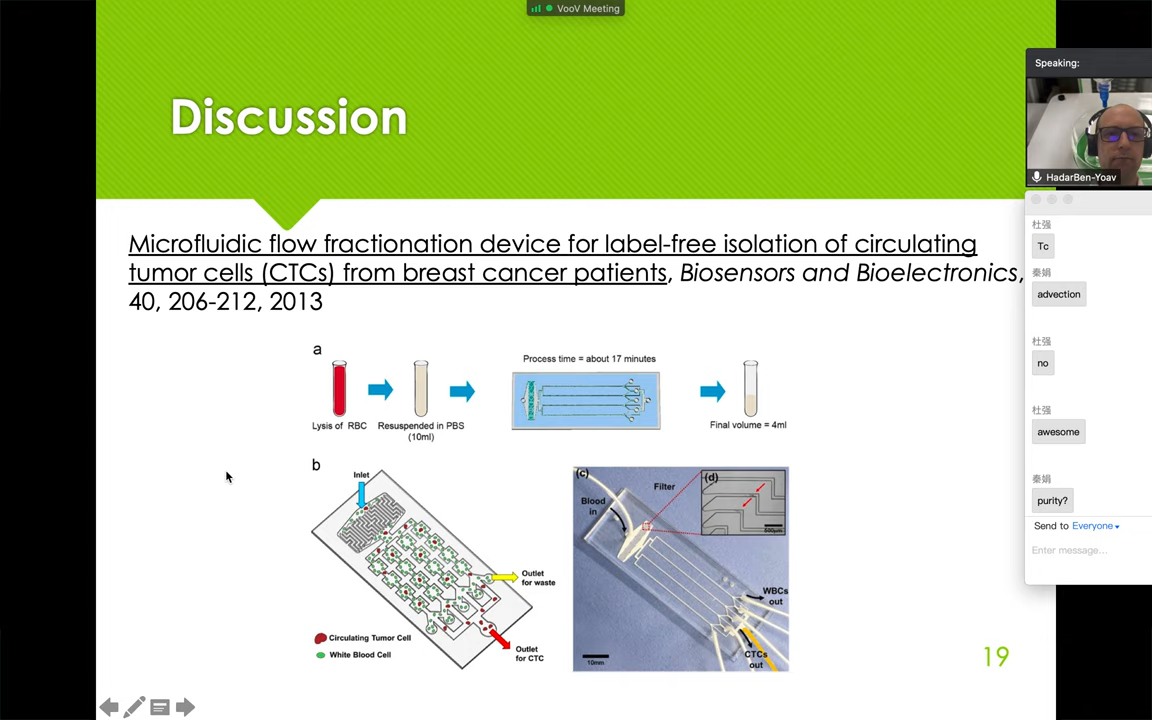 VooV Meeting
Discussion
Speaking:
HadarBen-Yoav
Microfluidic flow fractionation device for label-free isolation of circulating
tumor cells (CTCs) from breast cancer patients, Biosensors and Bioelectronics,
40, 206-212, 2013
a
Process time = about 17 minutes
Lysis of RBC
Resuspended in PBS
(10ml)
Final volume = 4ml
b
Inlet
Outlet
for waste
Outlet
for CTC
Circulating Tumor Cell
White Blood Cell
(c)
Blood
in
Filter
(d)
500μm
WBCs
out
CTCs
out
10mm
19
杜强
Tc
秦娟
advection
杜强
no
杜强
awesome
秦娟
purity?
Send to Everyone
Enter message...